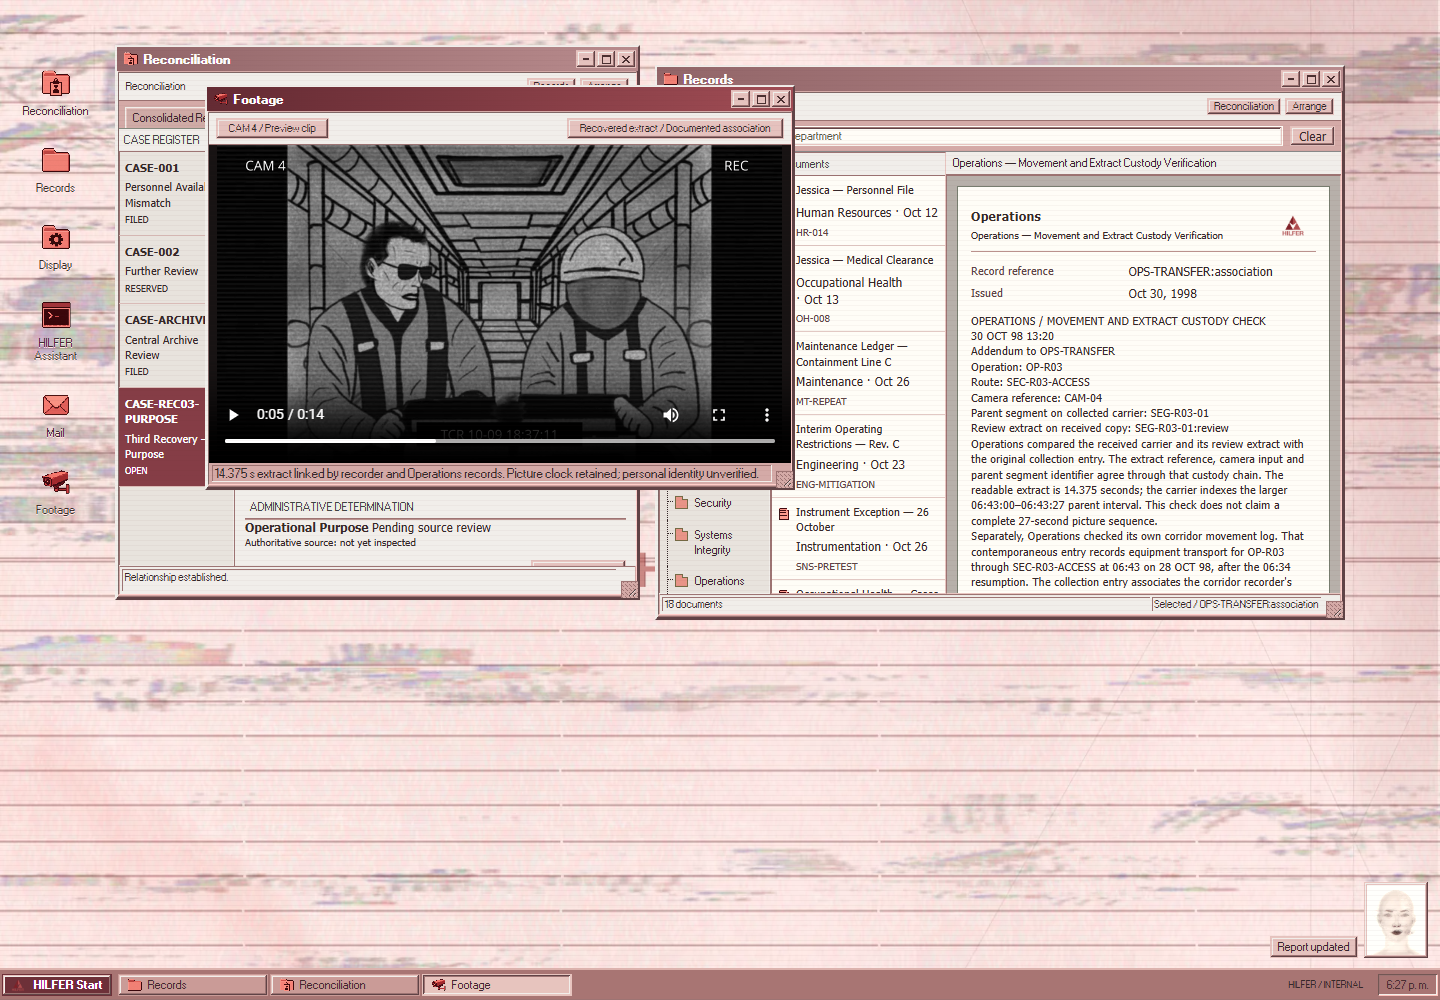 Reconciliation
Records
Display
HILFER
Assistant
Mail
Footage
Reconciliation
Reconciliation
Records
Arrange
Consolidated Re
CASE REGISTER
CASE-001
Personnel Availa
Mismatch
FILED
CASE-002
Further Review
RESERVED
CASE-ARCHIV
Central Archive
Review
FILED
CASE-REC03-
PURPOSE
Third Recovery –
Purpose
OPEN
ADMINISTRATIVE DETERMINATION
Operational Purpose Pending source review
Authoritative source: not yet inspected
Relationship established.
Footage
CAM 4 / Preview clip
Recovered extract / Documented association
CAM 4
REC
0:05 / 0:14
TCR 10-09 18:37:11
14.375 s extract linked by recorder and Operations records. Picture clock retained; personal identity unverified.
Records
Reconciliation
Arrange
epartment
Clear
uments
Jessica — Personnel File
Human Resources · Oct 12
HR-014
Jessica — Medical Clearance
Occupational Health
· Oct 13
OH-008
Maintenance Ledger —
Containment Line C
Maintenance · Oct 26
MT-REPEAT
Interim Operating
Restrictions — Rev. C
Engineering · Oct 23
ENG-MITIGATION
Instrument Exception — 26
October
Instrumentation · Oct 26
SNS-PRETEST
Security
Systems
Integrity
Operations
Operations — Movement and Extract Custody Verification
Operations
Operations — Movement and Extract Custody Verification
HILFER
Record reference OPS-TRANSFER:association
Issued Oct 30, 1998
OPERATIONS / MOVEMENT AND EXTRACT CUSTODY CHECK
30 OCT 98 13:20
Addendum to OPS-TRANSFER
Operation: OP-R03
Route: SEC-R03-ACCESS
Camera reference: CAM-04
Parent segment on collected carrier: SEG-R03-01
Review extract on received copy: SEG-R03-01:review
Operations compared the received carrier and its review extract with
the original collection entry. The extract reference, camera input and
parent segment identifier agree through that custody chain. The
readable extract is 14.375 seconds; the carrier indexes the larger
06:43:00–06:43:27 parent interval. This check does not claim a
complete 27-second picture sequence.
Separately, Operations checked its own corridor movement log. That
contemporaneous entry records equipment transport for OP-R03
through SEC-R03-ACCESS at 06:43 on 28 OCT 98, after the 06:34
resumption. The collection entry associates the corridor recorder's
18 documents
Selected / OPS-TRANSFER:association
Report updated
HILFER Start
Records
Reconciliation
Footage
HILFER / INTERNAL
6:27 p. m.